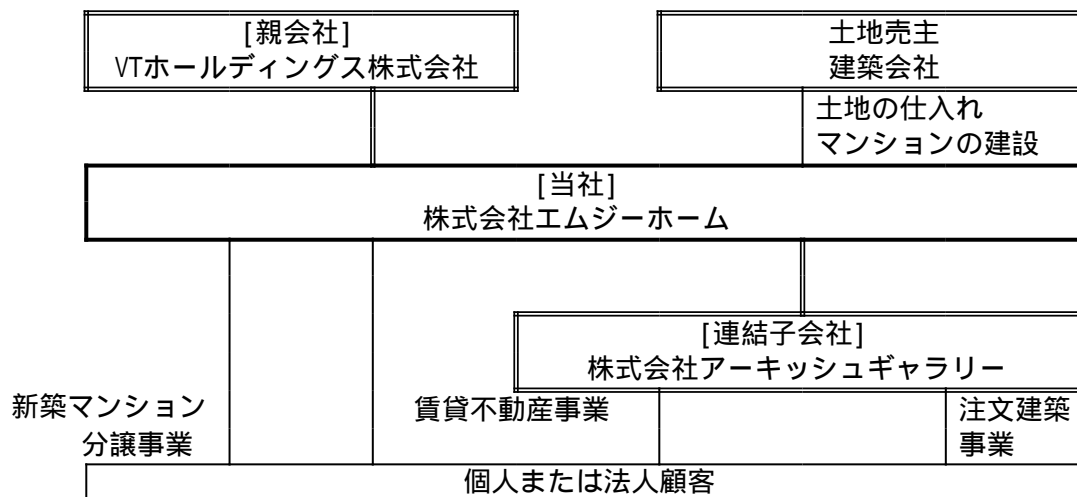 [親会社]
VTホールディングス株式会社
土地売主
建築会社
土地の仕入れ
マンションの建設
[当社]
株式会社エムジーホーム
[連結子会社]
株式会社アーキッシュギャラリー
新築マンション
分譲事業
賃貸不動産事業
注文建築
事業
個人または法人顧客